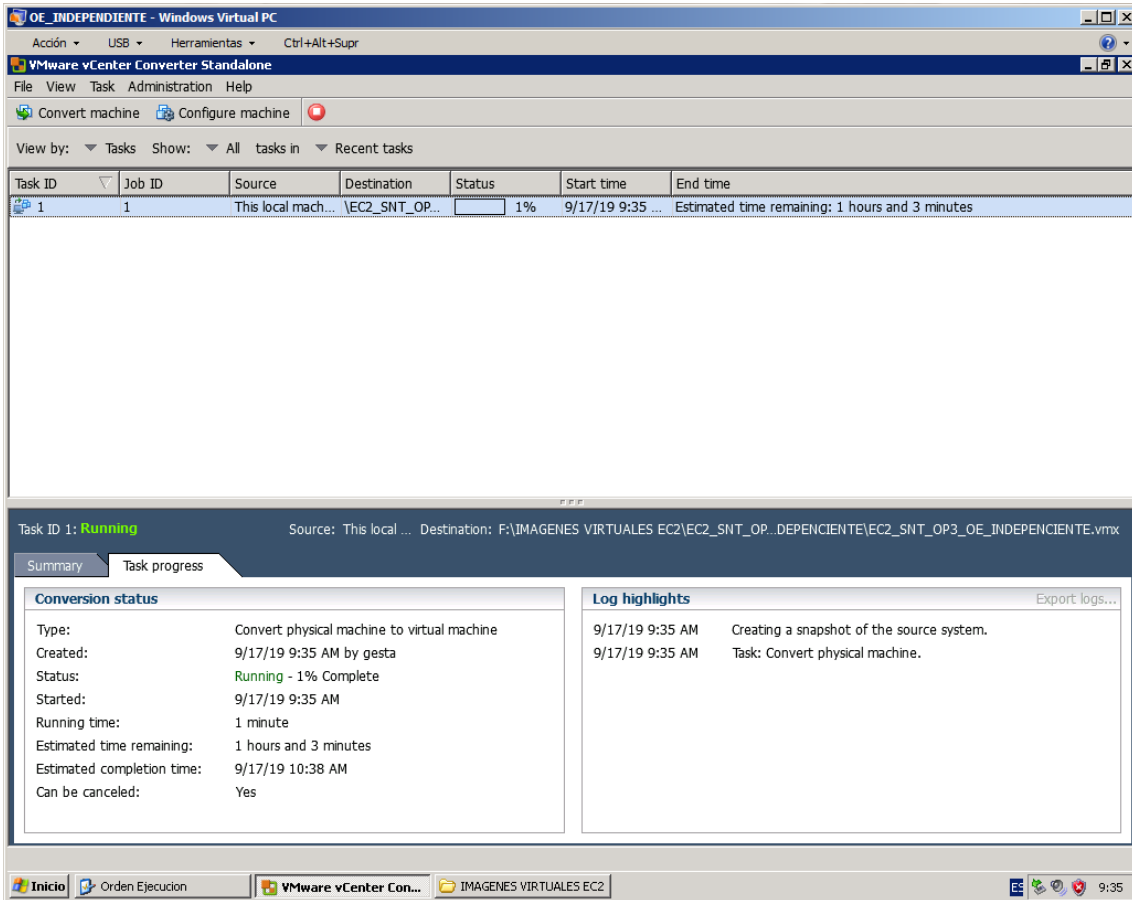 OE_INDEPENDIENTE - Windows Virtual PC
Acción USB Herramientas Ctrl+Alt+Supr
VMware vCenter Converter Standalone
File View Task Administration Help
Convert machine Configure machine
View by: Tasks Show: All tasks in Recent tasks
Task ID Job ID Source Destination Status Start time End time
1 1 This local mach... \EC2_SNT_OP... 1% 9/17/19 9:35 ... Estimated time remaining: 1 hours and 3 minutes
Task ID 1: Running Source: This local ... Destination: F:\IMAGENES VIRTUALES EC2\EC2_SNT_OP...DEPENCIENTE\EC2_SNT_OP3_OE_INDEPENCIENTE.vmx
Summary Task progress
Conversion status
Type: Convert physical machine to virtual machine
Created: 9/17/19 9:35 AM by gesta
Status: Running - 1% Complete
Started: 9/17/19 9:35 AM
Running time: 1 minute
Estimated time remaining: 1 hours and 3 minutes
Estimated completion time: 9/17/19 10:38 AM
Can be canceled: Yes
Log highlights Export logs...
9/17/19 9:35 AM Creating a snapshot of the source system.
9/17/19 9:35 AM Task: Convert physical machine.
Inicio Orden Ejecucion VMware vCenter Con... IMAGENES VIRTUALES EC2 ES 9:35